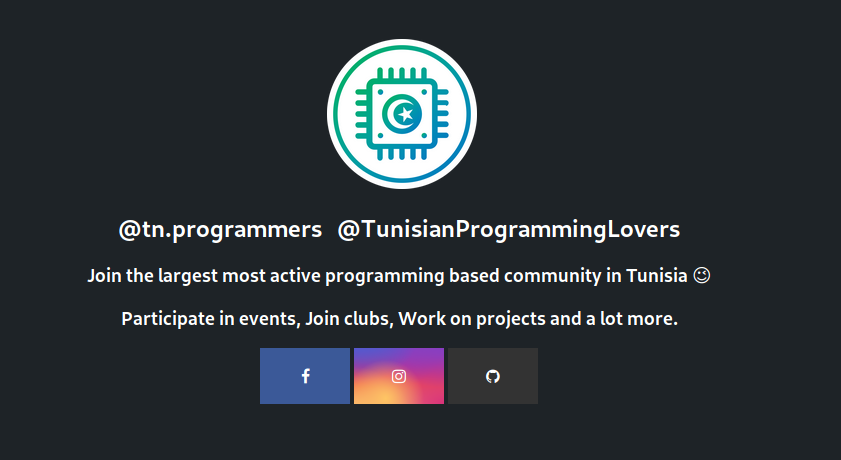 @tn.programmers @TunisianProgrammingLovers
Join the largest most active programming based community in Tunisia 😉
Participate in events, Join clubs, Work on projects and a lot more.